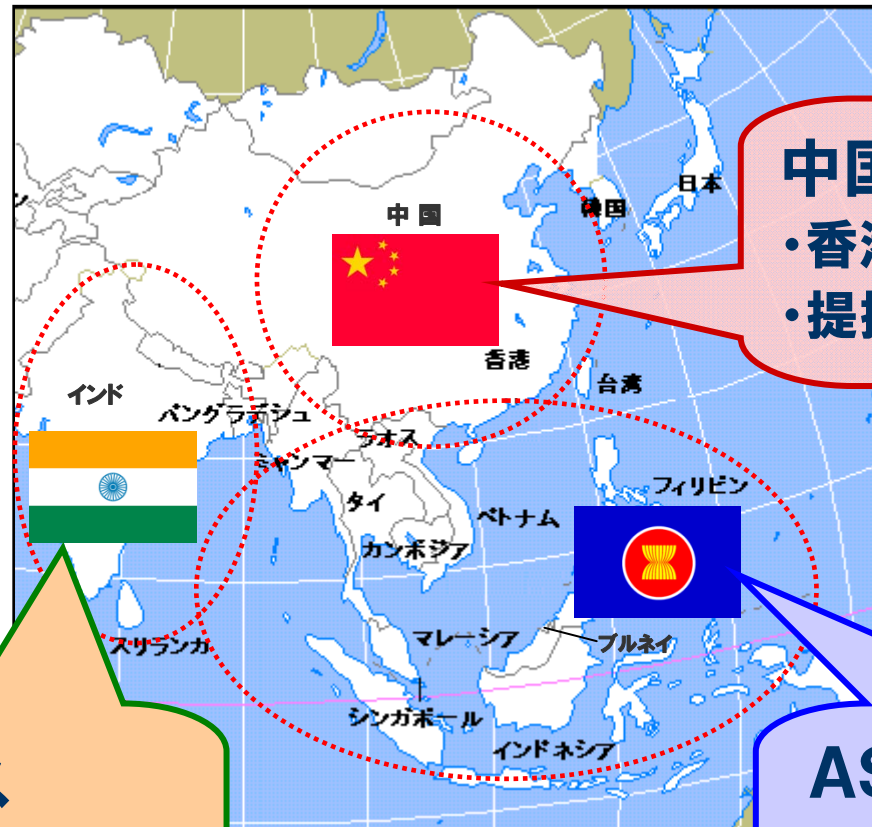 中国
・香
・提
中 国
日本
韓国
香港
台湾
インド
バングラデシュ
ラオス
ミャンマー
タイ
フィリピン
ベトナム
カンボジア
スリランカ
マレーシア
ブルネイ
シンガポール
インドネシア
AS